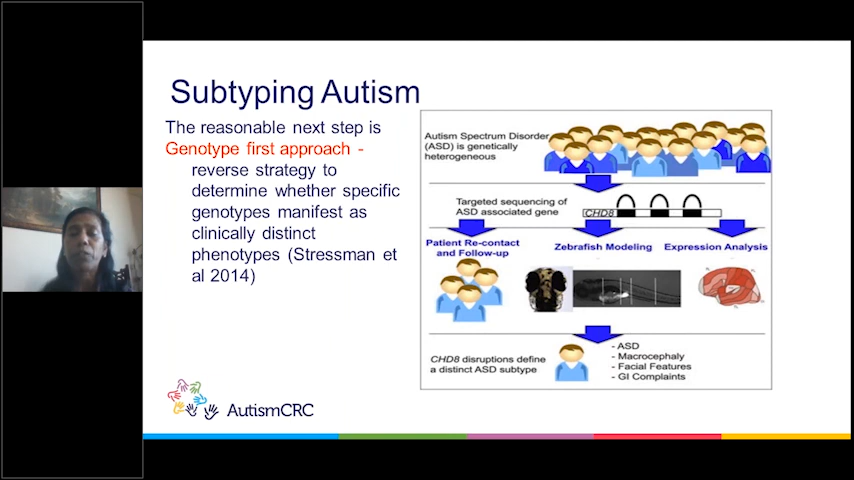 Subtyping Autism
The reasonable next step is
Genotype first approach -
reverse strategy to
determine whether specific
genotypes manifest as
clinically distinct
phenotypes (Stressman et
al 2014)
Autism Spectrum Disorder
(ASD) is genetically
heterogeneous
Targeted sequencing of
ASD associated gene
CHD8
Patient Re-contact
and Follow-up
Zebrafish Modeling
Expression Analysis
CHD8 disruptions define
a distinct ASD subtype
- ASD
- Macrocephaly
- Facial Features
- GI Complaints
AutismCRC